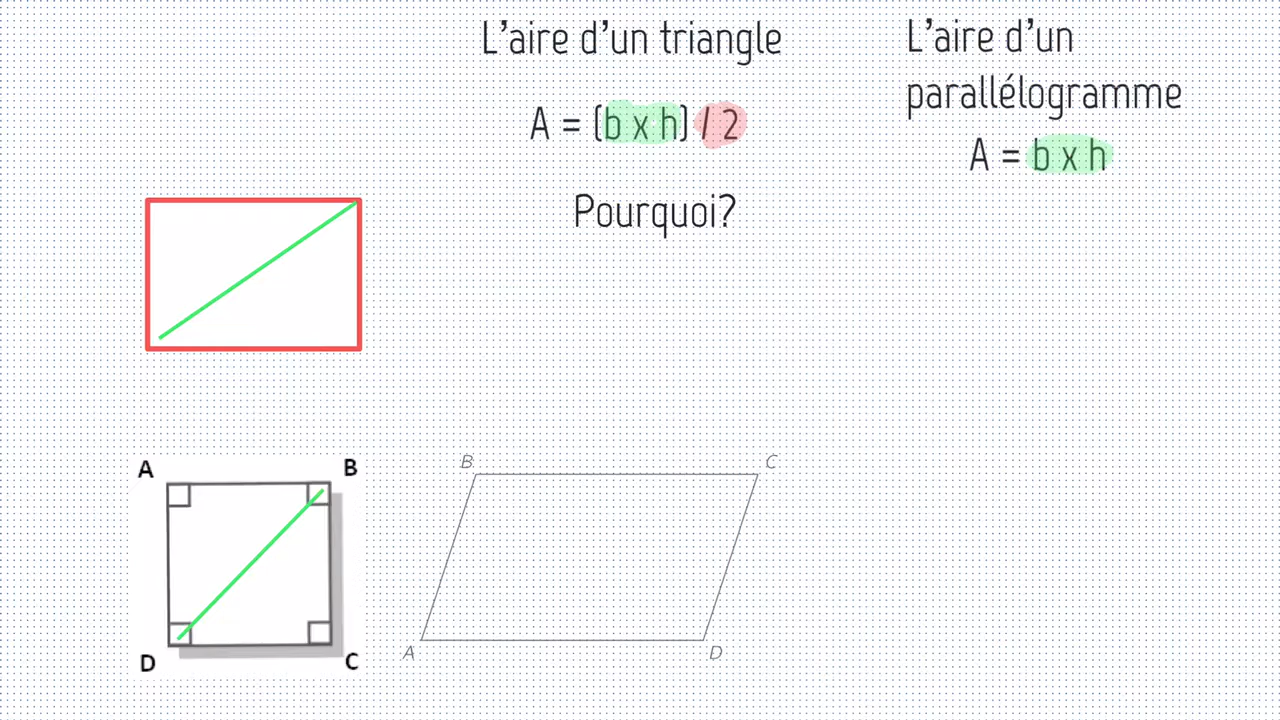 L'aire d'un triangle
A = (b x h) / 2
Pourquoi?
L'aire d'un
parallélogramme
A = b x h
A B
D C
B C
A D